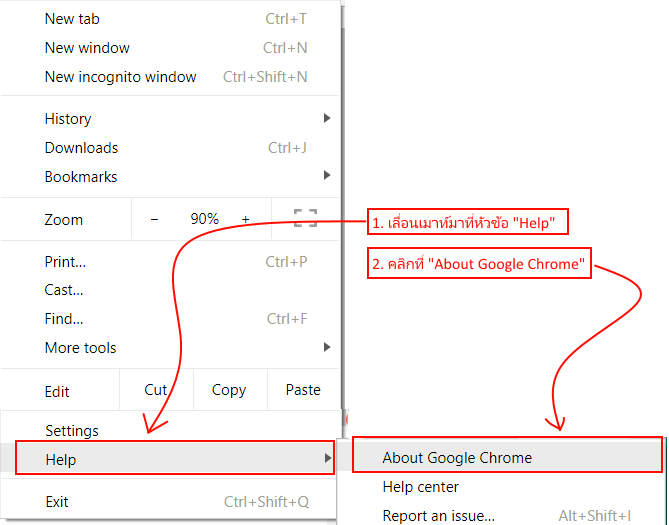 New tab Ctrl+T
New window Ctrl+N
New incognito window Ctrl+Shift+N
History
Downloads Ctrl+J
Bookmarks
Zoom − 90% +
1. เลื่อนเมาท์มาที่หัวข้อ "Help"
2. คลิกที่ "About Google Chrome"
Print... Ctrl+P
Cast...
Find... Ctrl+F
More tools
Edit Cut Copy Paste
Settings
Help
About Google Chrome
Help center
Exit Ctrl+Shift+Q
Report an issue... Alt+Shift+I